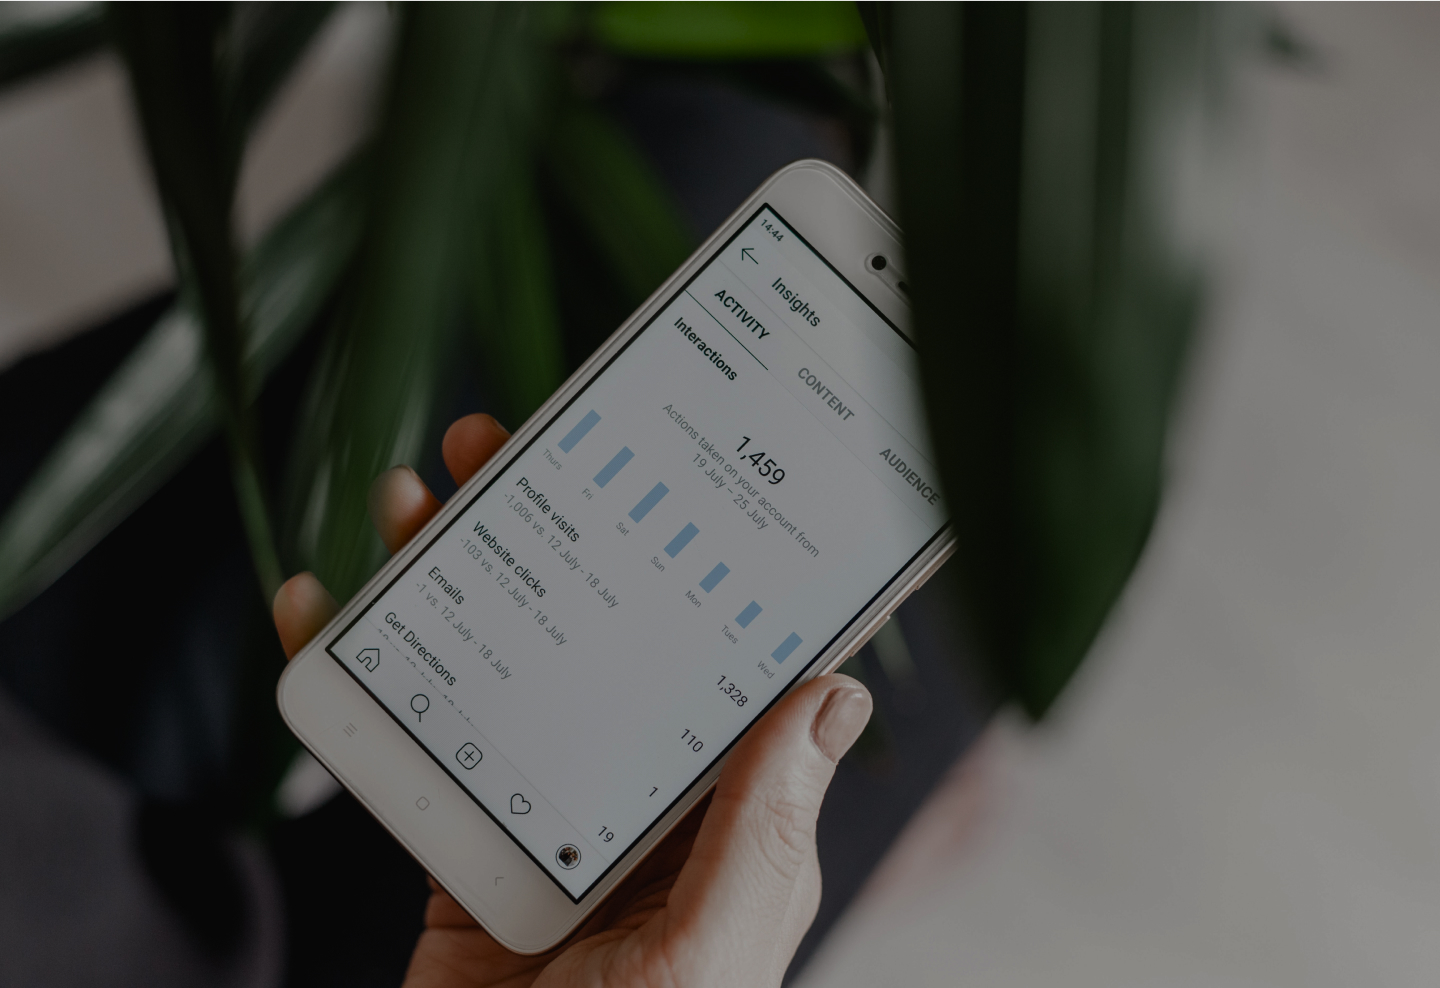 14:44
Insights
ACTIVITY
CONTENT
AUDIENCE
Interactions
1,459
Actions taken on your account from
19 July – 25 July
Thurs
Fri
Sat
Sun
Mon
Tues
Wed
Profile visits
1,328
-1,006 vs. 12 July - 18 July
Website clicks
110
-103 vs. 12 July - 18 July
Emails
1
-1 vs. 12 July - 18 July
Get Directions
19